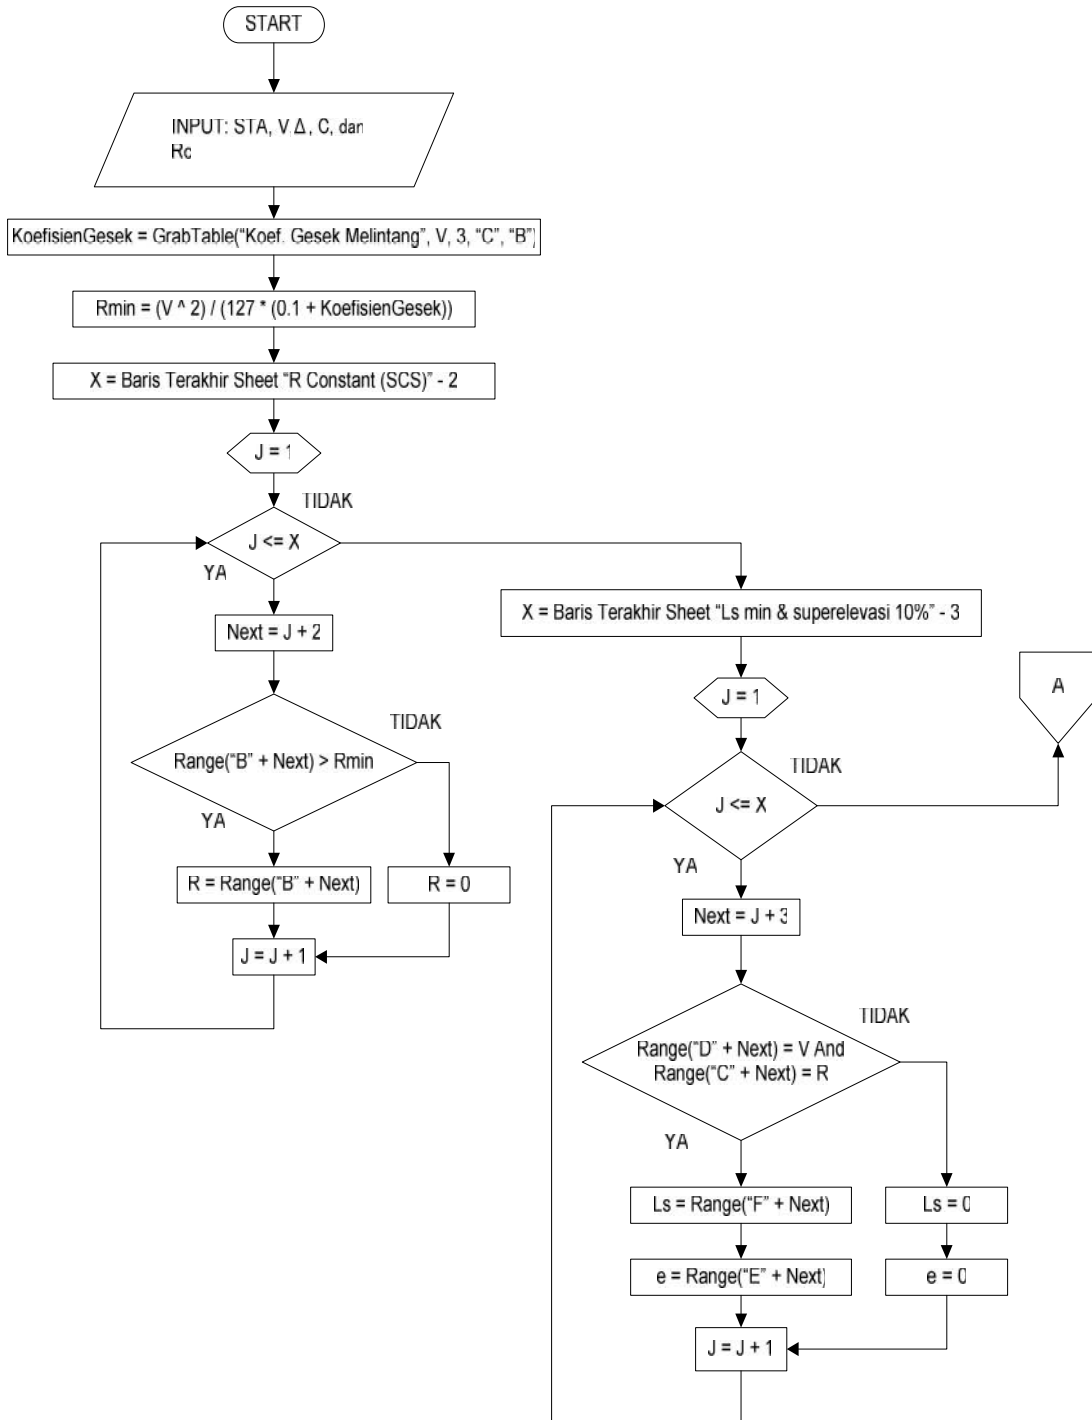 START
INPUT: STA, V.Δ, C, dan
Rc
KoefisienGesek = GrabTable(“Koef. Gesek Melintang”, V, 3, “C”, “B”)
Rmin = (V ^ 2) / (127 * (0.1 + KoefisienGesek))
X = Baris Terakhir Sheet “R Constant (SCS)” - 2
J = 1
TIDAK
J <= X
YA
Next = J + 2
TIDAK
Range(“B” + Next) > Rmin
YA
R = Range(“B” + Next)
R = 0
J = J + 1
X = Baris Terakhir Sheet “Ls min & superelevasi 10%” - 3
J = 1
TIDAK
J <= X
A
YA
Next = J + 3
TIDAK
Range(“D” + Next) = V And
Range(“C” + Next) = R
YA
Ls = Range(“F” + Next)
Ls = 0
e = Range(“E” + Next)
e = 0
J = J + 1